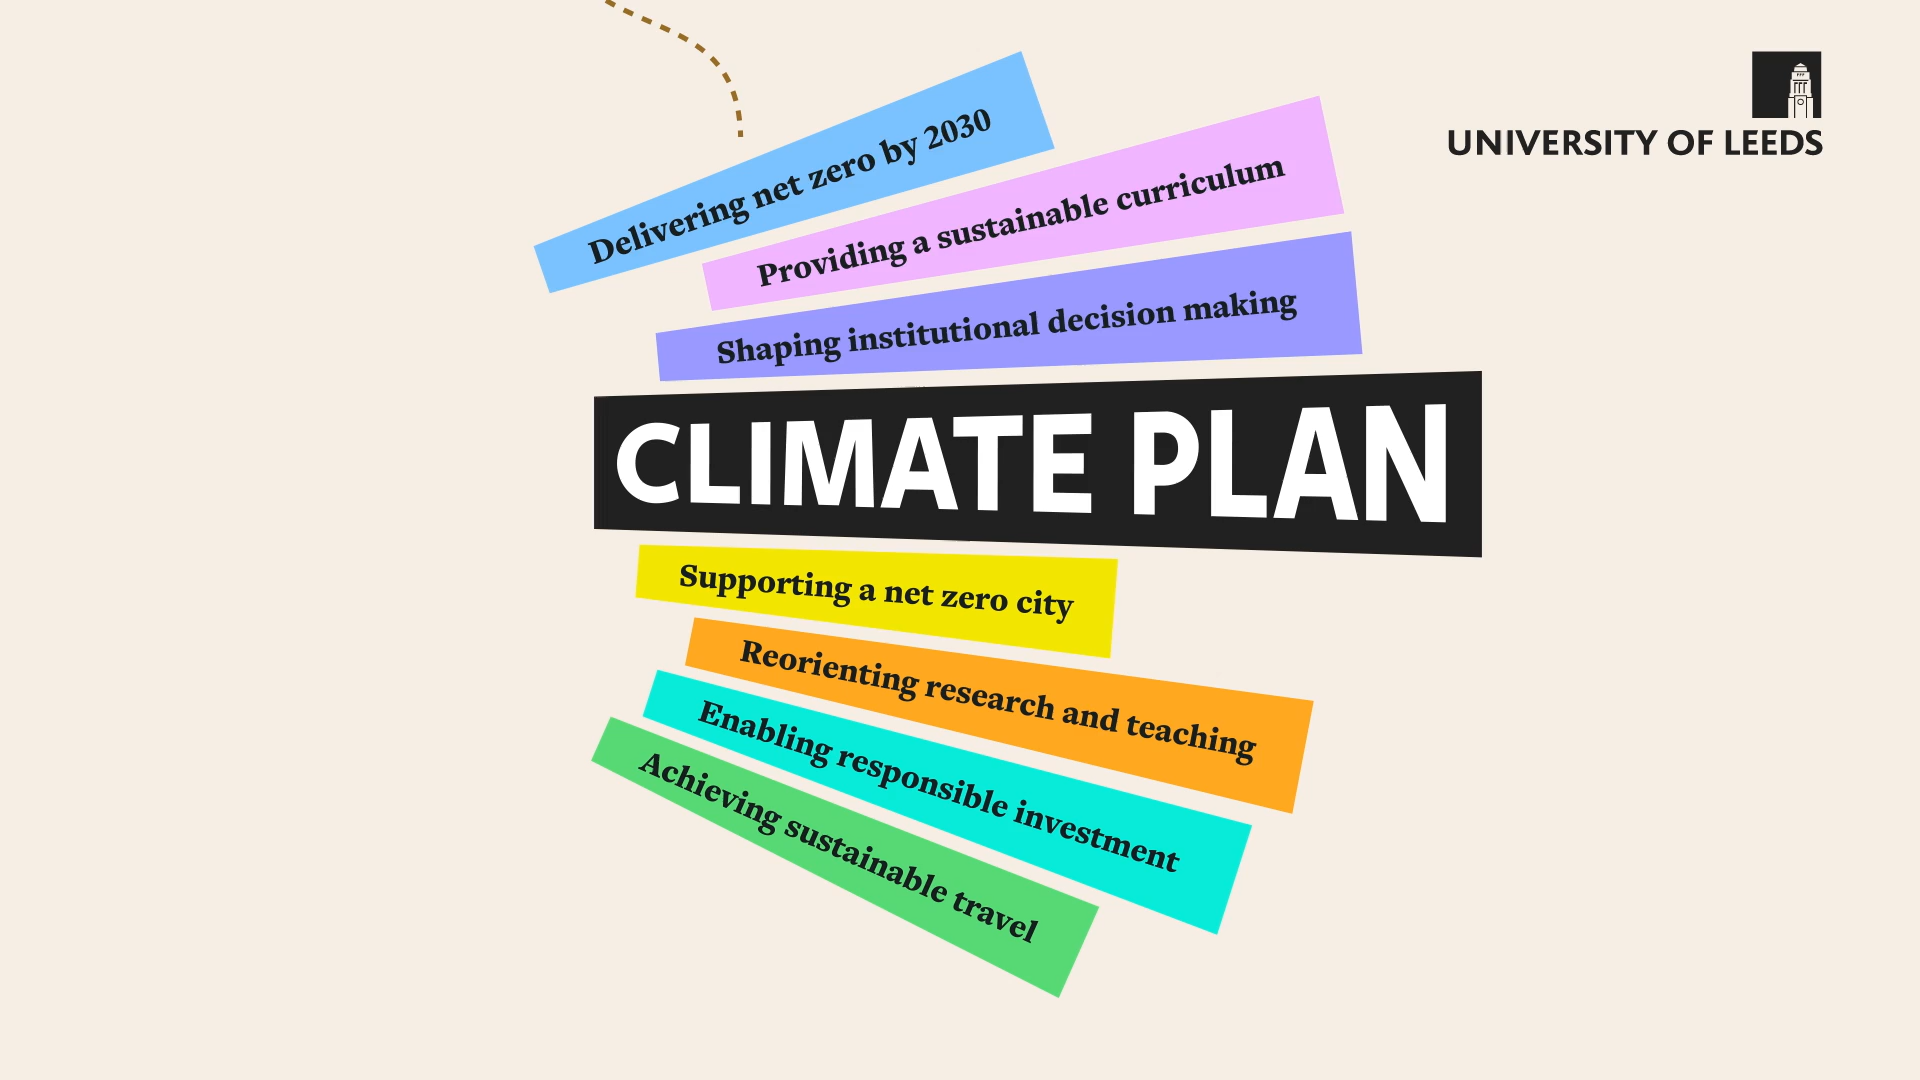 UNIVERSITY OF LEEDS
Delivering net zero by 2030
Providing a sustainable curriculum
Shaping institutional decision making
CLIMATE PLAN
Supporting a net zero city
Reorienting research and teaching
Enabling responsible investment
Achieving sustainable travel